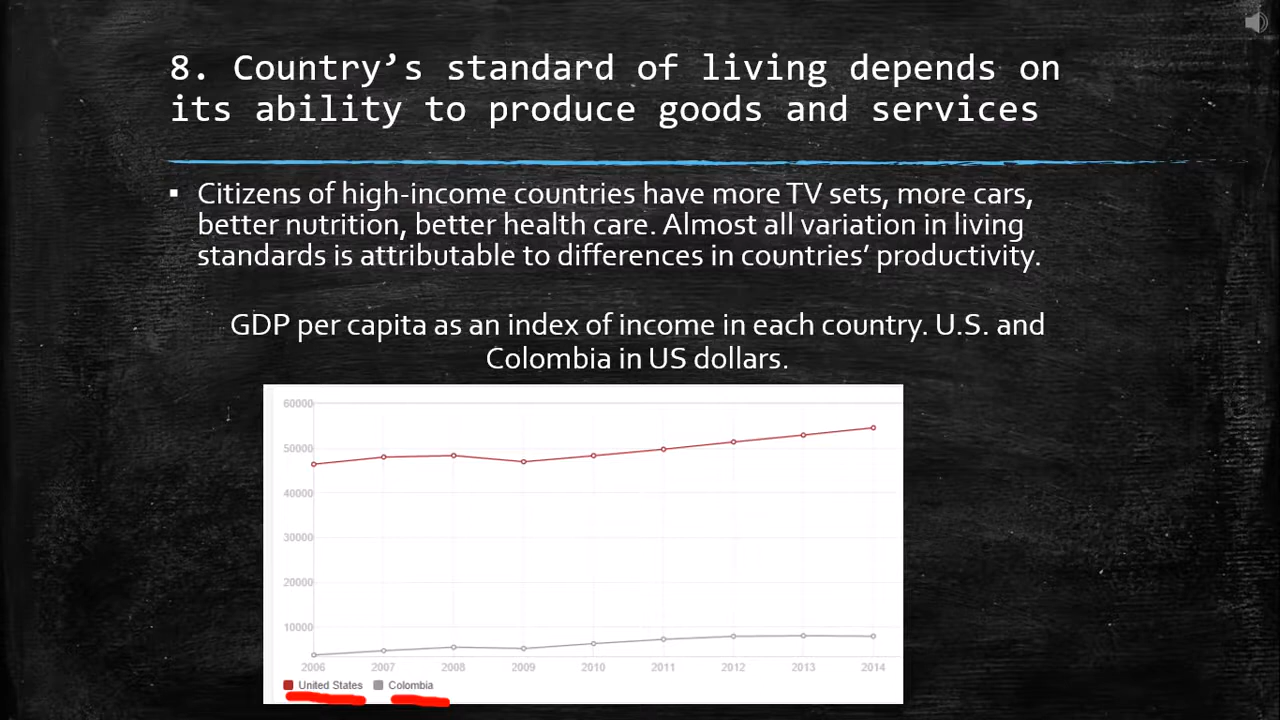 8. Country’s standard of living depends on
its ability to produce goods and services
▪ Citizens of high-income countries have more TV sets, more cars,
better nutrition, better health care. Almost all variation in living
standards is attributable to differences in countries’ productivity.
GDP per capita as an index of income in each country. U.S. and
Colombia in US dollars.
60000
50000
40000
30000
20000
10000
2006 2007 2008 2009 2010 2011 2012 2013 2014
United States Colombia